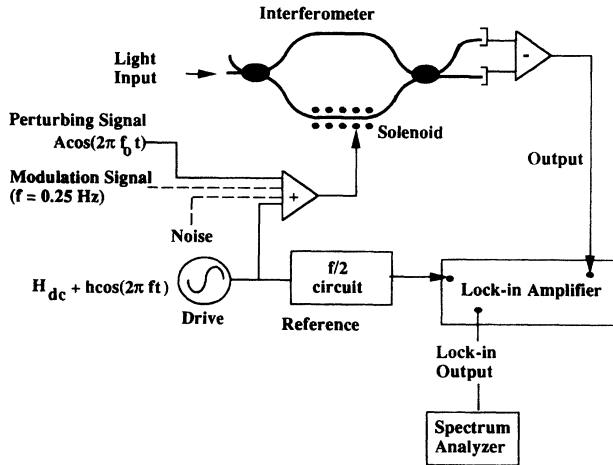 Interferometer
Light
Input
-
Perturbing Signal
Acos(2π f₀ t)
Solenoid
Modulation Signal
(f = 0.25 Hz)
+
Output
Noise
H_dc + hcos(2π ft)
Drive
f/2
circuit
Reference
Lock-in Amplifier
Lock-in
Output
Spectrum
Analyzer